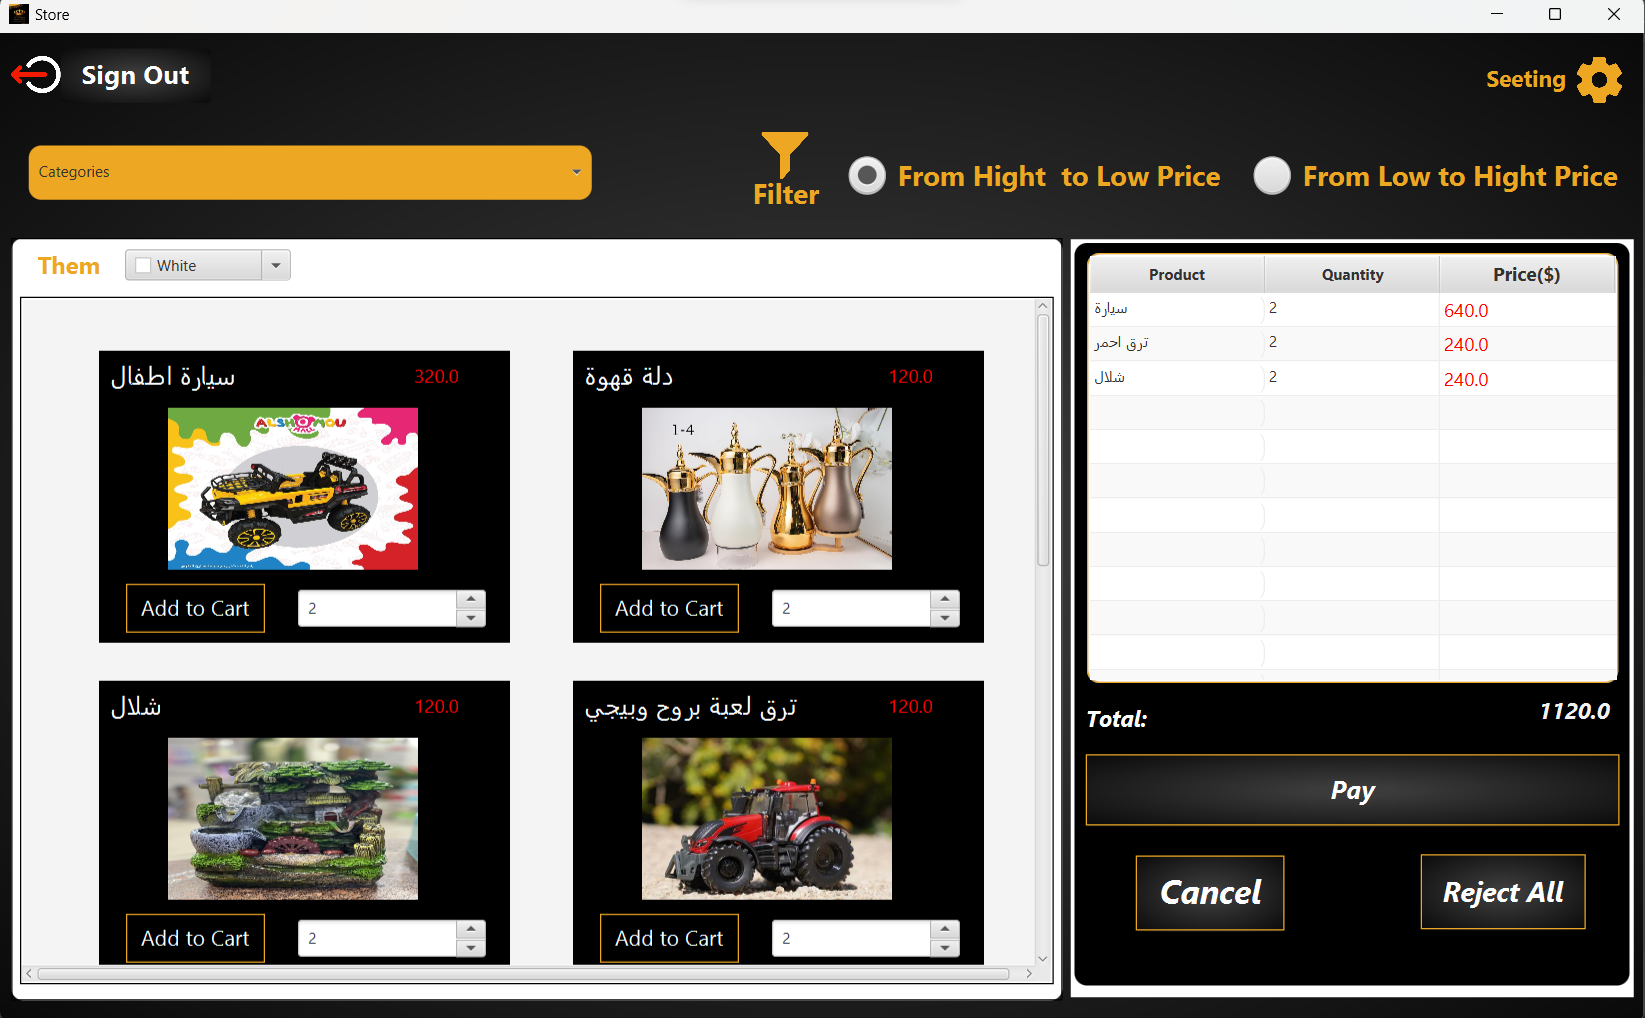 Store
Sign Out
Seeting
Categories
Filter
From Hight to Low Price
From Low to Hight Price
Them
White
سيارة اطفال
320.0
ALSHOMOU
MALL
Add to Cart
2
دلة قهوة
120.0
1-4
Add to Cart
2
شلال
120.0
Add to Cart
2
ترق لعبة بروح وبيجي
120.0
Add to Cart
2
Product Quantity Price($)
سيارة 2 640.0
ترق احمر 2 240.0
شلال 2 240.0
Total: 1120.0
Pay
Cancel
Reject All